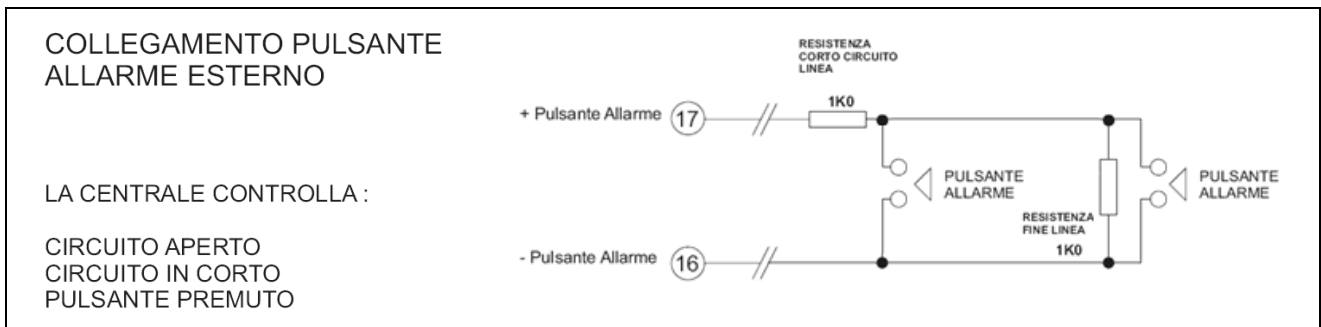 COLLEGAMENTO PULSANTE
ALLARME ESTERNO
RESISTENZA
CORTO CIRCUITO
LINEA
1K0
+ Pulsante Allarme 17
PULSANTE
ALLARME
PULSANTE
ALLARME
LA CENTRALE CONTROLLA :
RESISTENZA
FINE LINEA
1K0
CIRCUITO APERTO
CIRCUITO IN CORTO
PULSANTE PREMUTO
- Pulsante Allarme 16